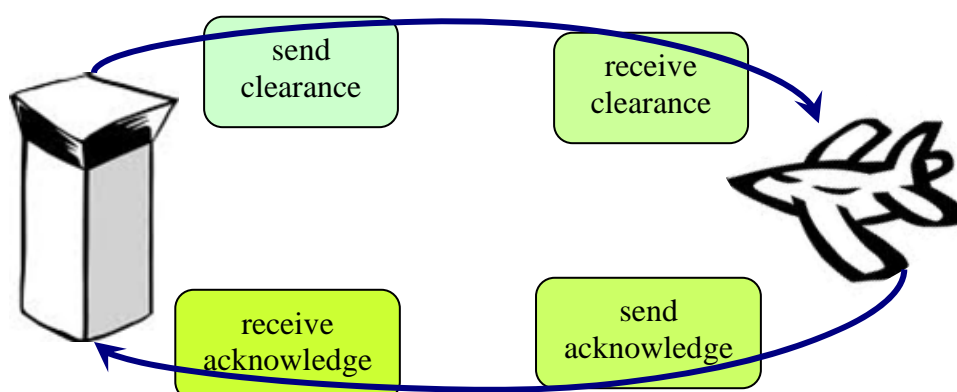 send
clearance
receive
clearance
send
acknowledge
receive
acknowledge